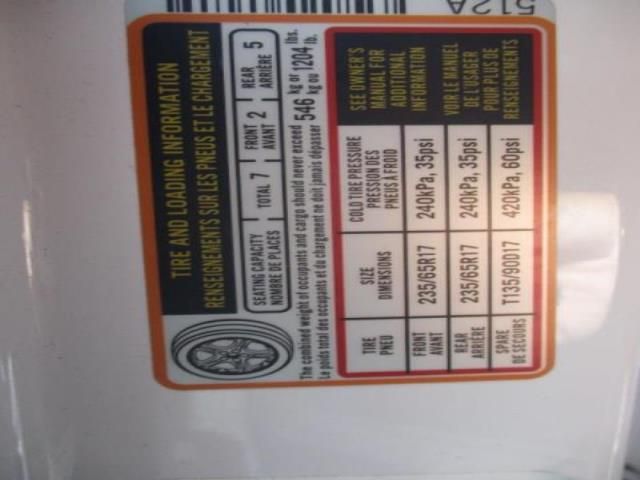 512A
TIRE AND LOADING INFORMATION
RENSEIGNEMENTS SUR LES PNEUS ET LE CHARGEMENT
SEATING CAPACITY
NOMBRE DE PLACES
TOTAL 7
FRONT
AVANT 2
REAR
ARRIÈRE 5
The combined weight of occupants and cargo should never exceed 546 kg or 1204 lbs.
Le poids total des occupants et du chargement ne doit jamais dépasser kg ou lb.
TIRE
PNEU
SIZE
DIMENSIONS
COLD TIRE PRESSURE
PRESSION DES
PNEUS À FROID
FRONT
AVANT
235/65R17
240kPa, 35psi
REAR
ARRIÈRE
235/65R17
240kPa, 35psi
SPARE
DE SECOURS
T135/90D17
420kPa, 60psi
SEE OWNER'S
MANUAL FOR
ADDITIONAL
INFORMATION
VOIR LE MANUEL
DE L'USAGER
POUR PLUS DE
RENSEIGNEMENTS